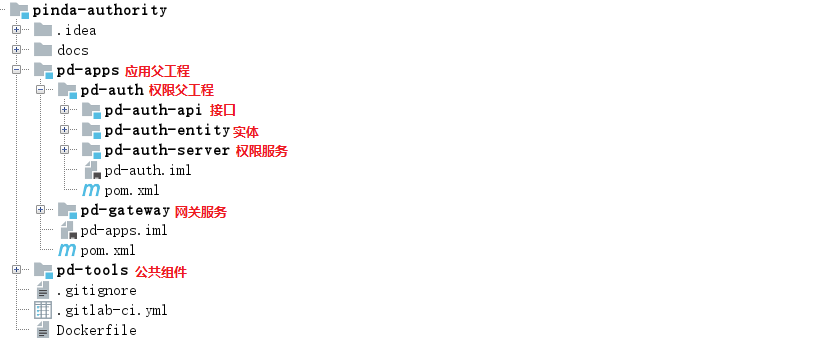 pinda-authority
.idea
docs
pd-apps 应用父工程
pd-auth 权限父工程
pd-auth-api 接口
pd-auth-entity 实体
pd-auth-server 权限服务
pd-auth.iml
pom.xml
pd-gateway 网关服务
pd-apps.iml
pom.xml
pd-tools 公共组件
.gitignore
.gitlab-ci.yml
Dockerfile